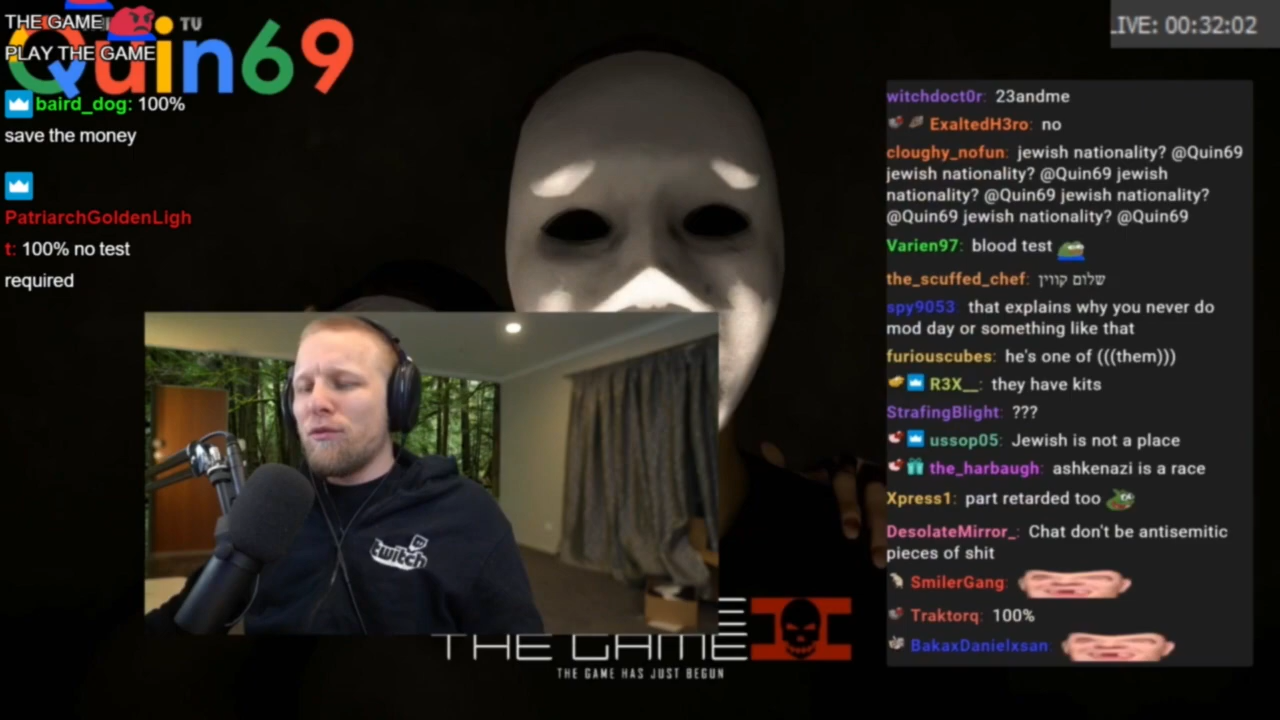 THE GAME
TV
PLAY THE GAME
Quin69
baird_dog: 100%
save the money
PatriarchGoldenLigh
t: 100% no test
required
LIVE: 00:32:02
witchdoct0r: 23andme
ExaltedH3ro: no
cloughy_nofun: jewish nationality? @Quin69
jewish nationality? @Quin69 jewish
nationality? @Quin69 jewish nationality?
@Quin69 jewish nationality? @Quin69
Varien97: blood test
the_scuffed_chef: שלום קווין
spy9053: that explains why you never do
mod day or something like that
furiouscubes: he's one of (((them)))
R3X__: they have kits
StrafingBlight: ???
ussop05: Jewish is not a place
the_harbaugh: ashkenazi is a race
Xpress1: part retarded too
DesolateMirror_: Chat don't be antisemitic
pieces of shit
SmilerGang:
Traktorq: 100%
BakaxDanielxsan:
twitch
THE GAME
THE GAME HAS JUST BEGUN